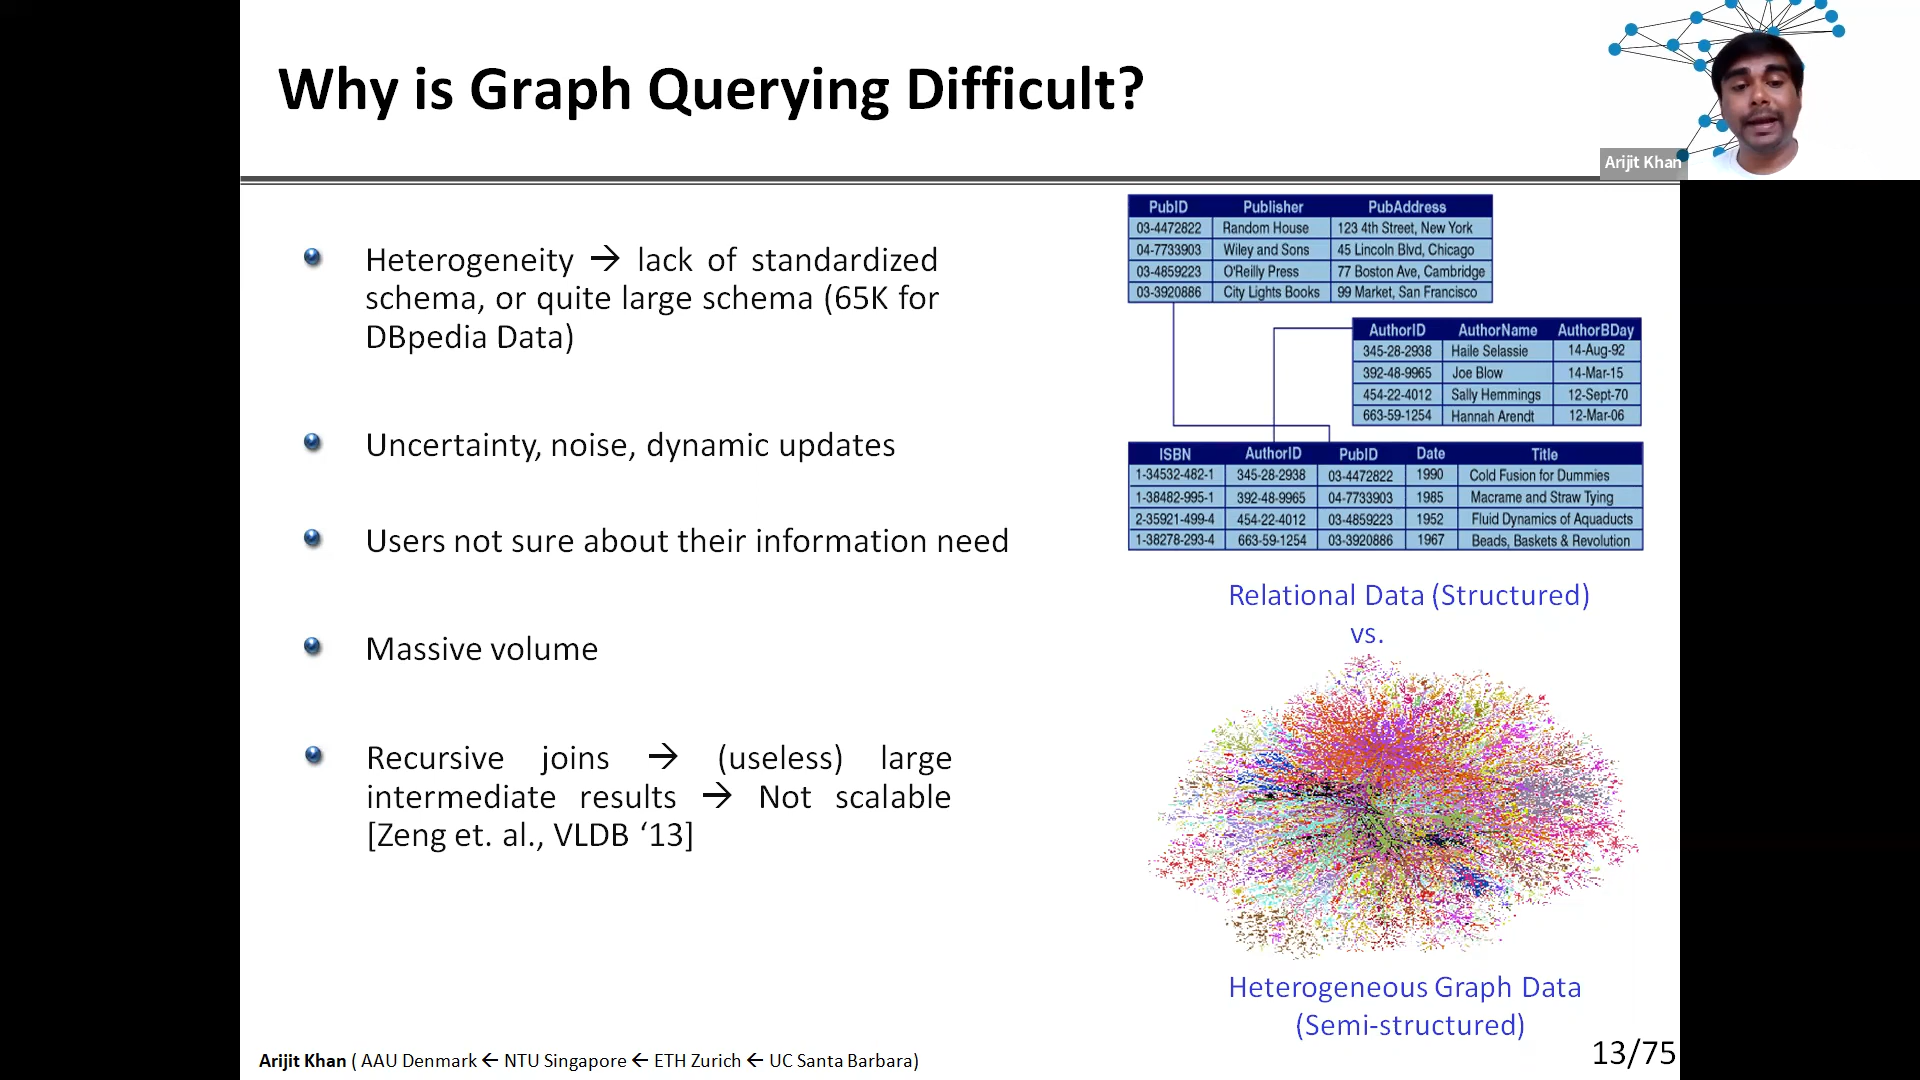 Why is Graph Querying Difficult?
Arijit Khan
Heterogeneity → lack of standardized
schema, or quite large schema (65K for
DBpedia Data)
Uncertainty, noise, dynamic updates
Users not sure about their information need
Massive volume
Recursive joins → (useless) large
intermediate results → Not scalable
[Zeng et. al., VLDB ‘13]
PubID Publisher PubAddress
03-4472822 Random House 123 4th Street, New York
04-7733903 Wiley and Sons 45 Lincoln Blvd, Chicago
03-4859223 O'Reilly Press 77 Boston Ave, Cambridge
03-3920886 City Lights Books 99 Market, San Francisco
AuthorID AuthorName AuthorBDay
345-28-2938 Haile Selassie 14-Aug-92
392-48-9965 Joe Blow 14-Mar-15
454-22-4012 Sally Hemmings 12-Sept-70
663-59-1254 Hannah Arendt 12-Mar-06
ISBN AuthorID PubID Date Title
1-34532-482-1 345-28-2938 03-4472822 1990 Cold Fusion for Dummies
1-38482-995-1 392-48-9965 04-7733903 1985 Macrame and Straw Tying
2-35921-499-4 454-22-4012 03-4859223 1952 Fluid Dynamics of Aquaducts
1-38278-293-4 663-59-1254 03-3920886 1967 Beads, Baskets & Revolution
Relational Data (Structured)
vs.
Heterogeneous Graph Data
(Semi-structured)
Arijit Khan ( AAU Denmark ← NTU Singapore ← ETH Zurich ← UC Santa Barbara)
13/75